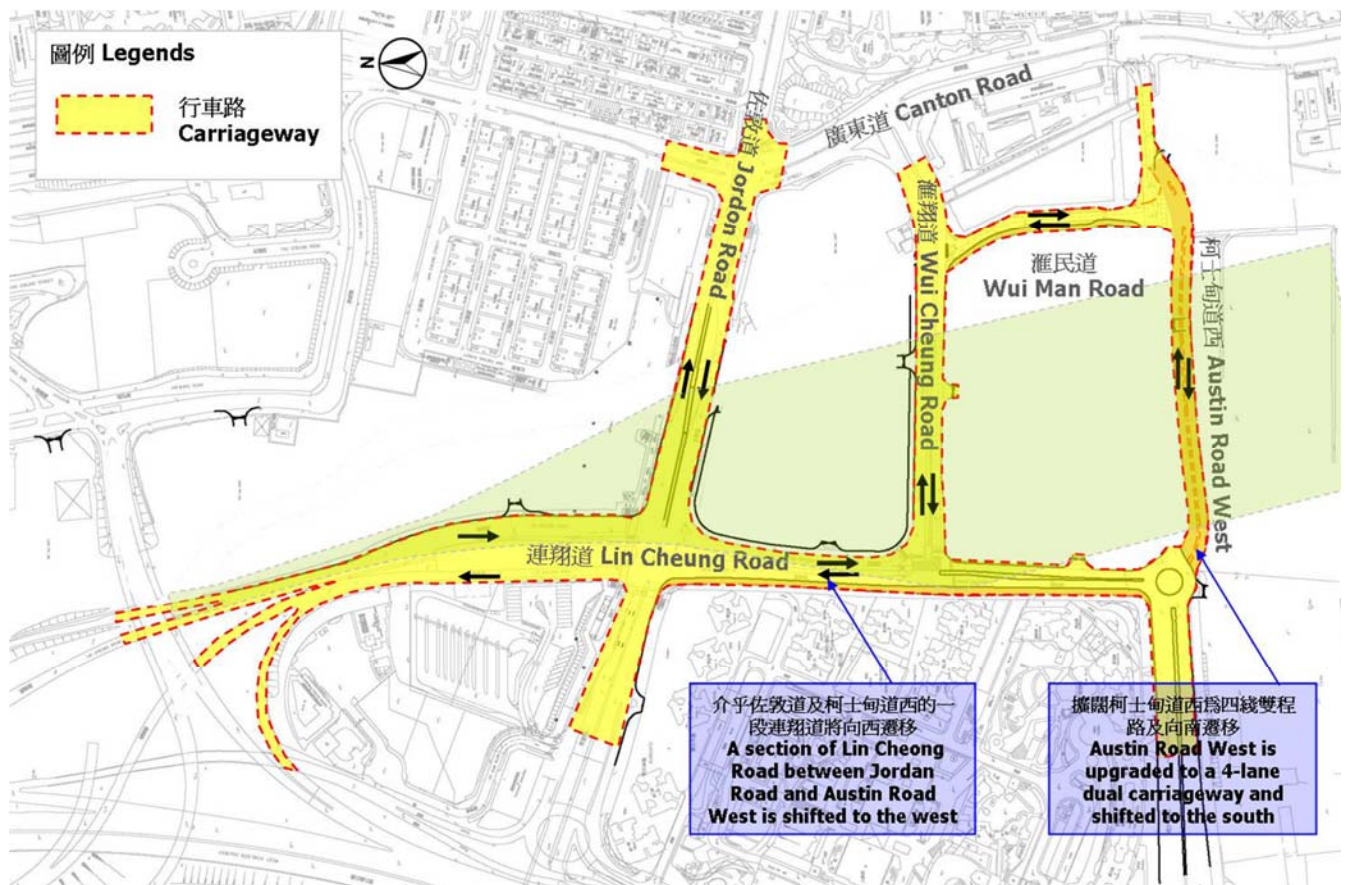 圖例 Legends
行車路
Carriageway
N
佐敦道 Jordon Road
廣東道 Canton Road
滙翔道 Wui Cheung Road
滙民道
Wui Man Road
柯士甸道西 Austin Road West
連翔道 Lin Cheung Road
介乎佐敦道及柯士甸道西的一
段連翔道將向西遷移
A section of Lin Cheong
Road between Jordan
Road and Austin Road
West is shifted to the west
擴闊柯士甸道西爲四綫雙程
路及向南遷移
Austin Road West is
upgraded to a 4-lane
dual carriageway and
shifted to the south